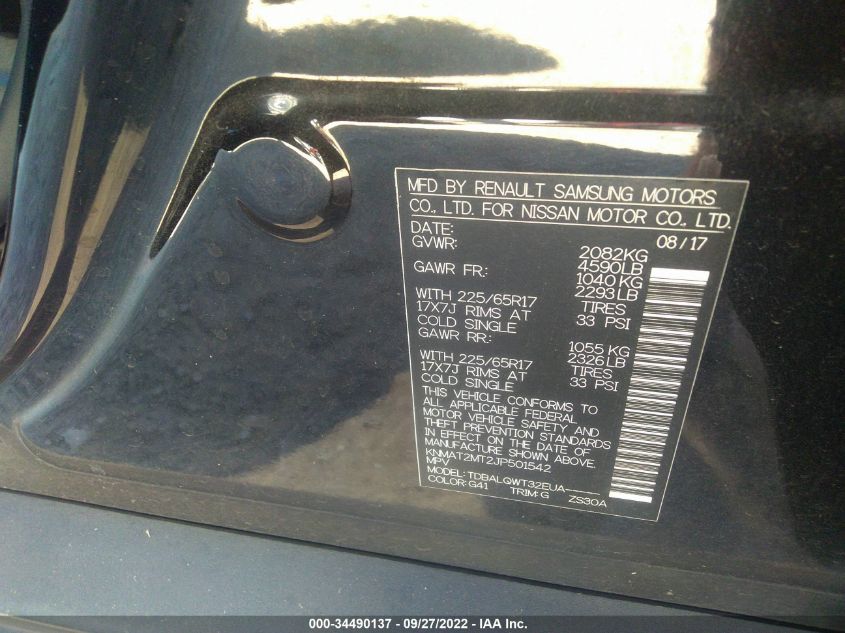 MFD BY RENAULT SAMSUNG MOTORS
CO., LTD. FOR NISSAN MOTOR CO., LTD.
DATE: 08/17
GVWR: 2082KG
4590LB
GAWR FR: 1040KG
2293LB
WITH 225/65R17 TIRES
17X7J RIMS AT 33 PSI
COLD SINGLE
GAWR RR: 1055KG
2326LB
WITH 225/65R17 TIRES
17X7J RIMS AT 33 PSI
COLD SINGLE
THIS VEHICLE CONFORMS TO
ALL APPLICABLE FEDERAL
MOTOR VEHICLE SAFETY AND
THEFT PREVENTION STANDARDS
IN EFFECT ON THE DATE OF
MANUFACTURE SHOWN ABOVE.
KNMAT2MT2JP501542
MPV
MODEL: TDBALQWT32EUA-----
COLOR: G41 TRIM: G ZS30A
000-34490137 - 09/27/2022 - IAA Inc.